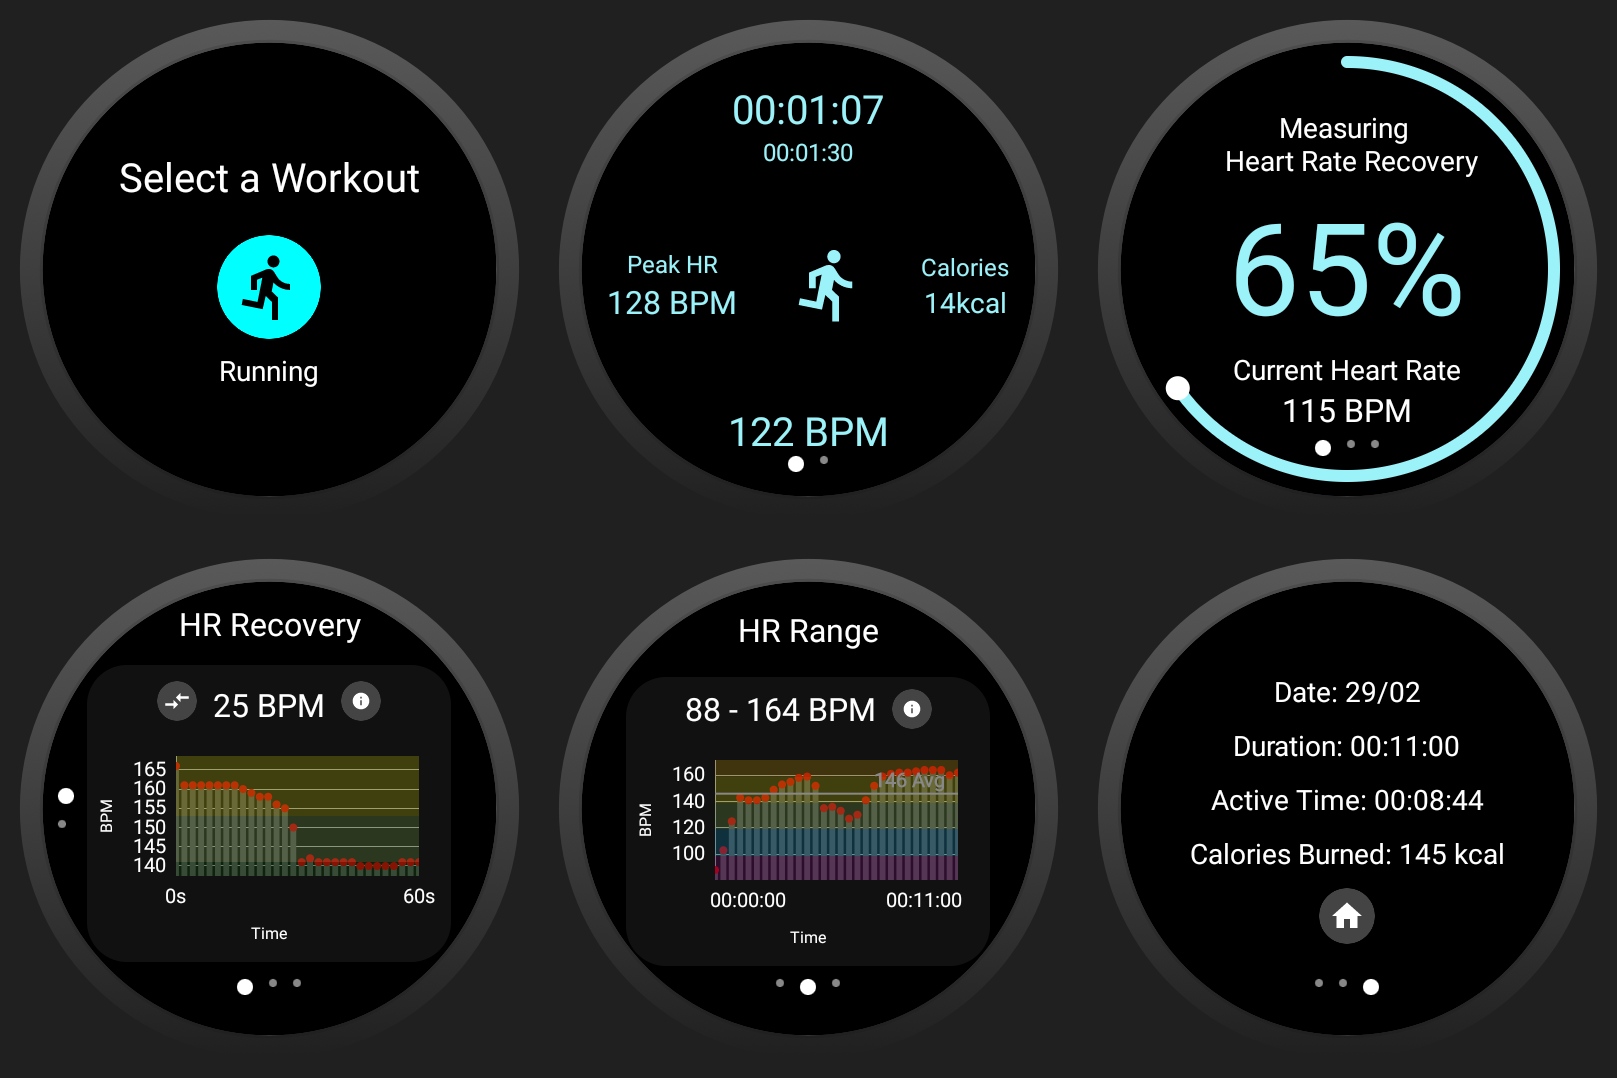 Select a Workout
Running
00:01:07
00:01:30
Peak HR
128 BPM
Calories
14kcal
122 BPM
Measuring
Heart Rate Recovery
65%
Current Heart Rate
115 BPM
HR Recovery
25 BPM
165
160
155
150
145
140
BPM
0s
60s
Time
HR Range
88 - 164 BPM
160
140
120
100
BPM
146 Avg
00:00:00
00:11:00
Time
Date: 29/02
Duration: 00:11:00
Active Time: 00:08:44
Calories Burned: 145 kcal